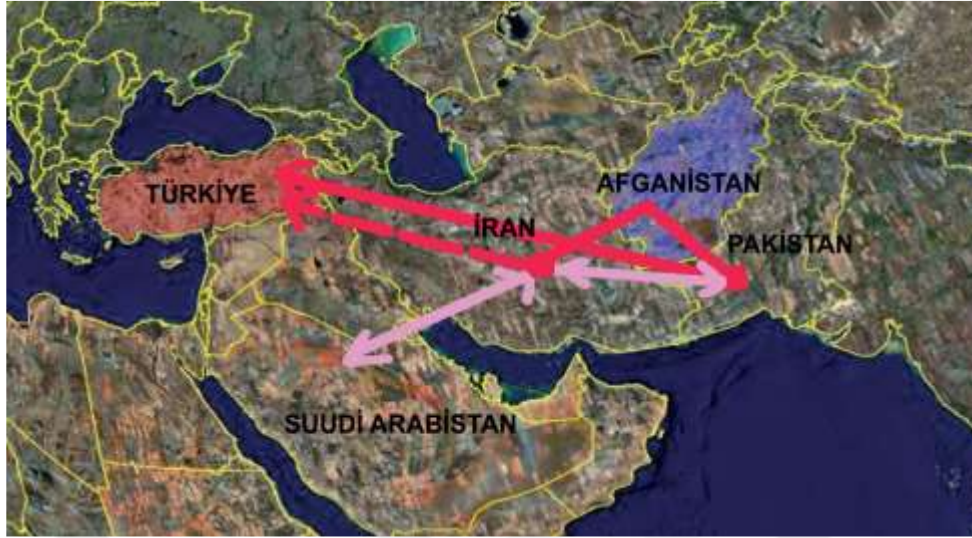 AFGANİSTAN
TÜRKİYE
İRAN
PAKİSTAN
SUUDİ ARABİSTAN